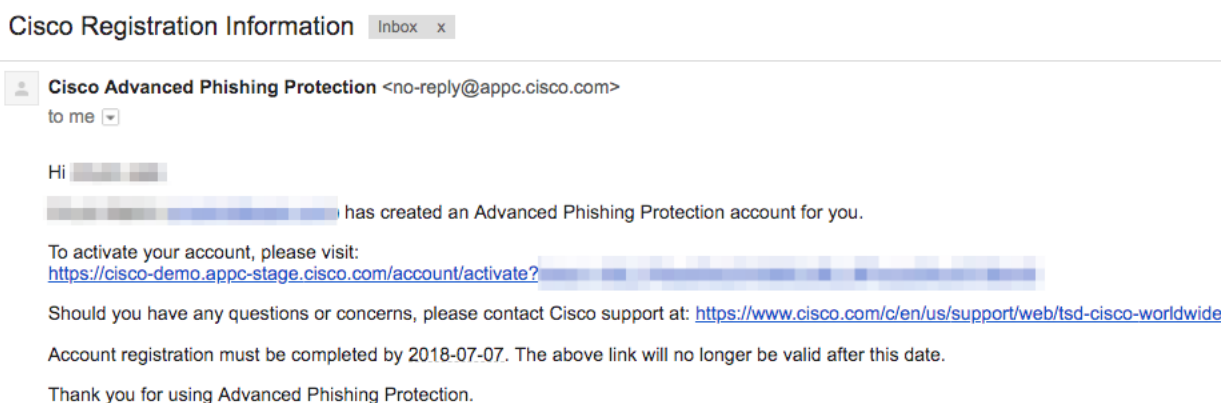 Cisco Registration Information Inbox x
Cisco Advanced Phishing Protection <no-reply@appc.cisco.com>
to me
Hi
has created an Advanced Phishing Protection account for you.
To activate your account, please visit:
https://cisco-demo.appc-stage.cisco.com/account/activate?
Should you have any questions or concerns, please contact Cisco support at: https://www.cisco.com/c/en/us/support/web/tsd-cisco-worldwide
Account registration must be completed by 2018-07-07. The above link will no longer be valid after this date.
Thank you for using Advanced Phishing Protection.